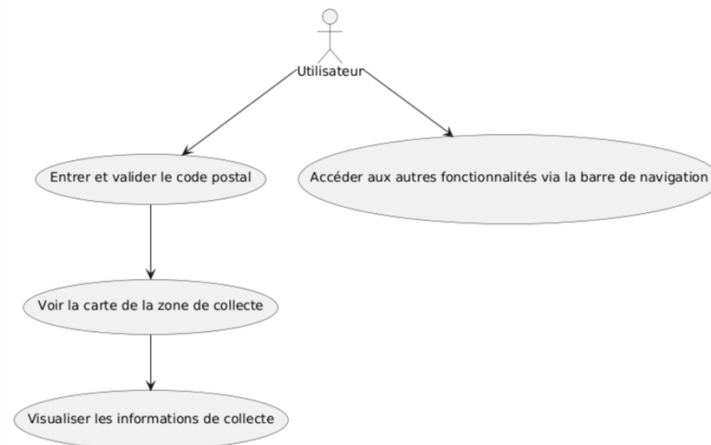 Utilisateur
Entrer et valider le code postal
Accéder aux autres fonctionnalités via la barre de navigation
Voir la carte de la zone de collecte
Visualiser les informations de collecte